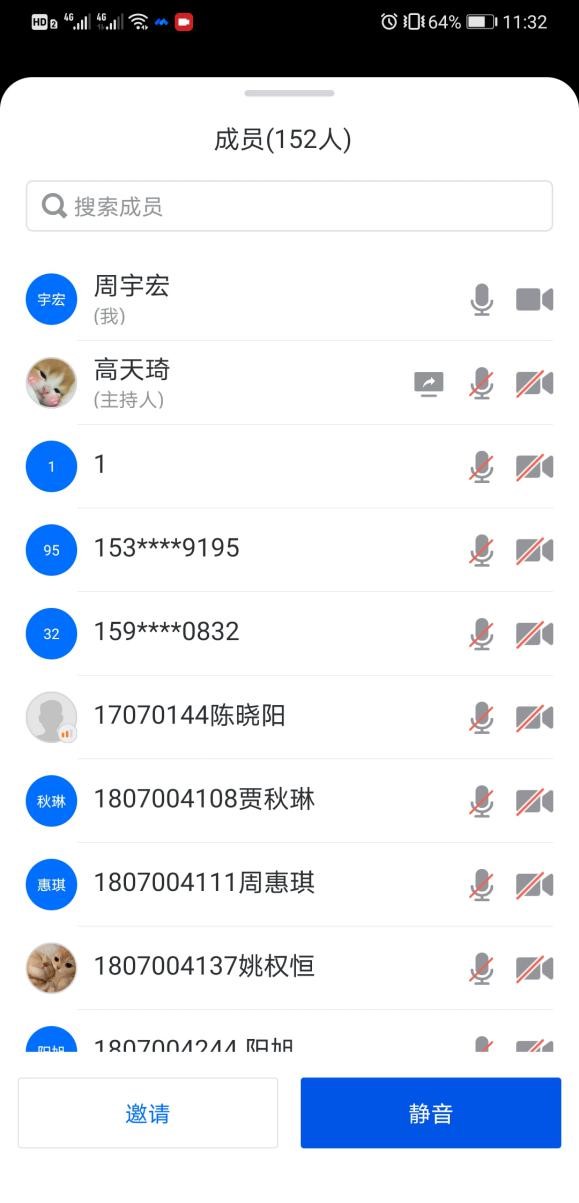 HD 2 4G 4G 64% 11:32
成员(152人)
搜索成员
宇宏
周宇宏
(我)
高天琦
(主持人)
1
1
95
153****9195
32
159****0832
17070144陈晓阳
秋琳
1807004108贾秋琳
惠琪
1807004111周惠琪
1807004137姚权恒
阳旭
1807004244 阳旭
邀请
静音